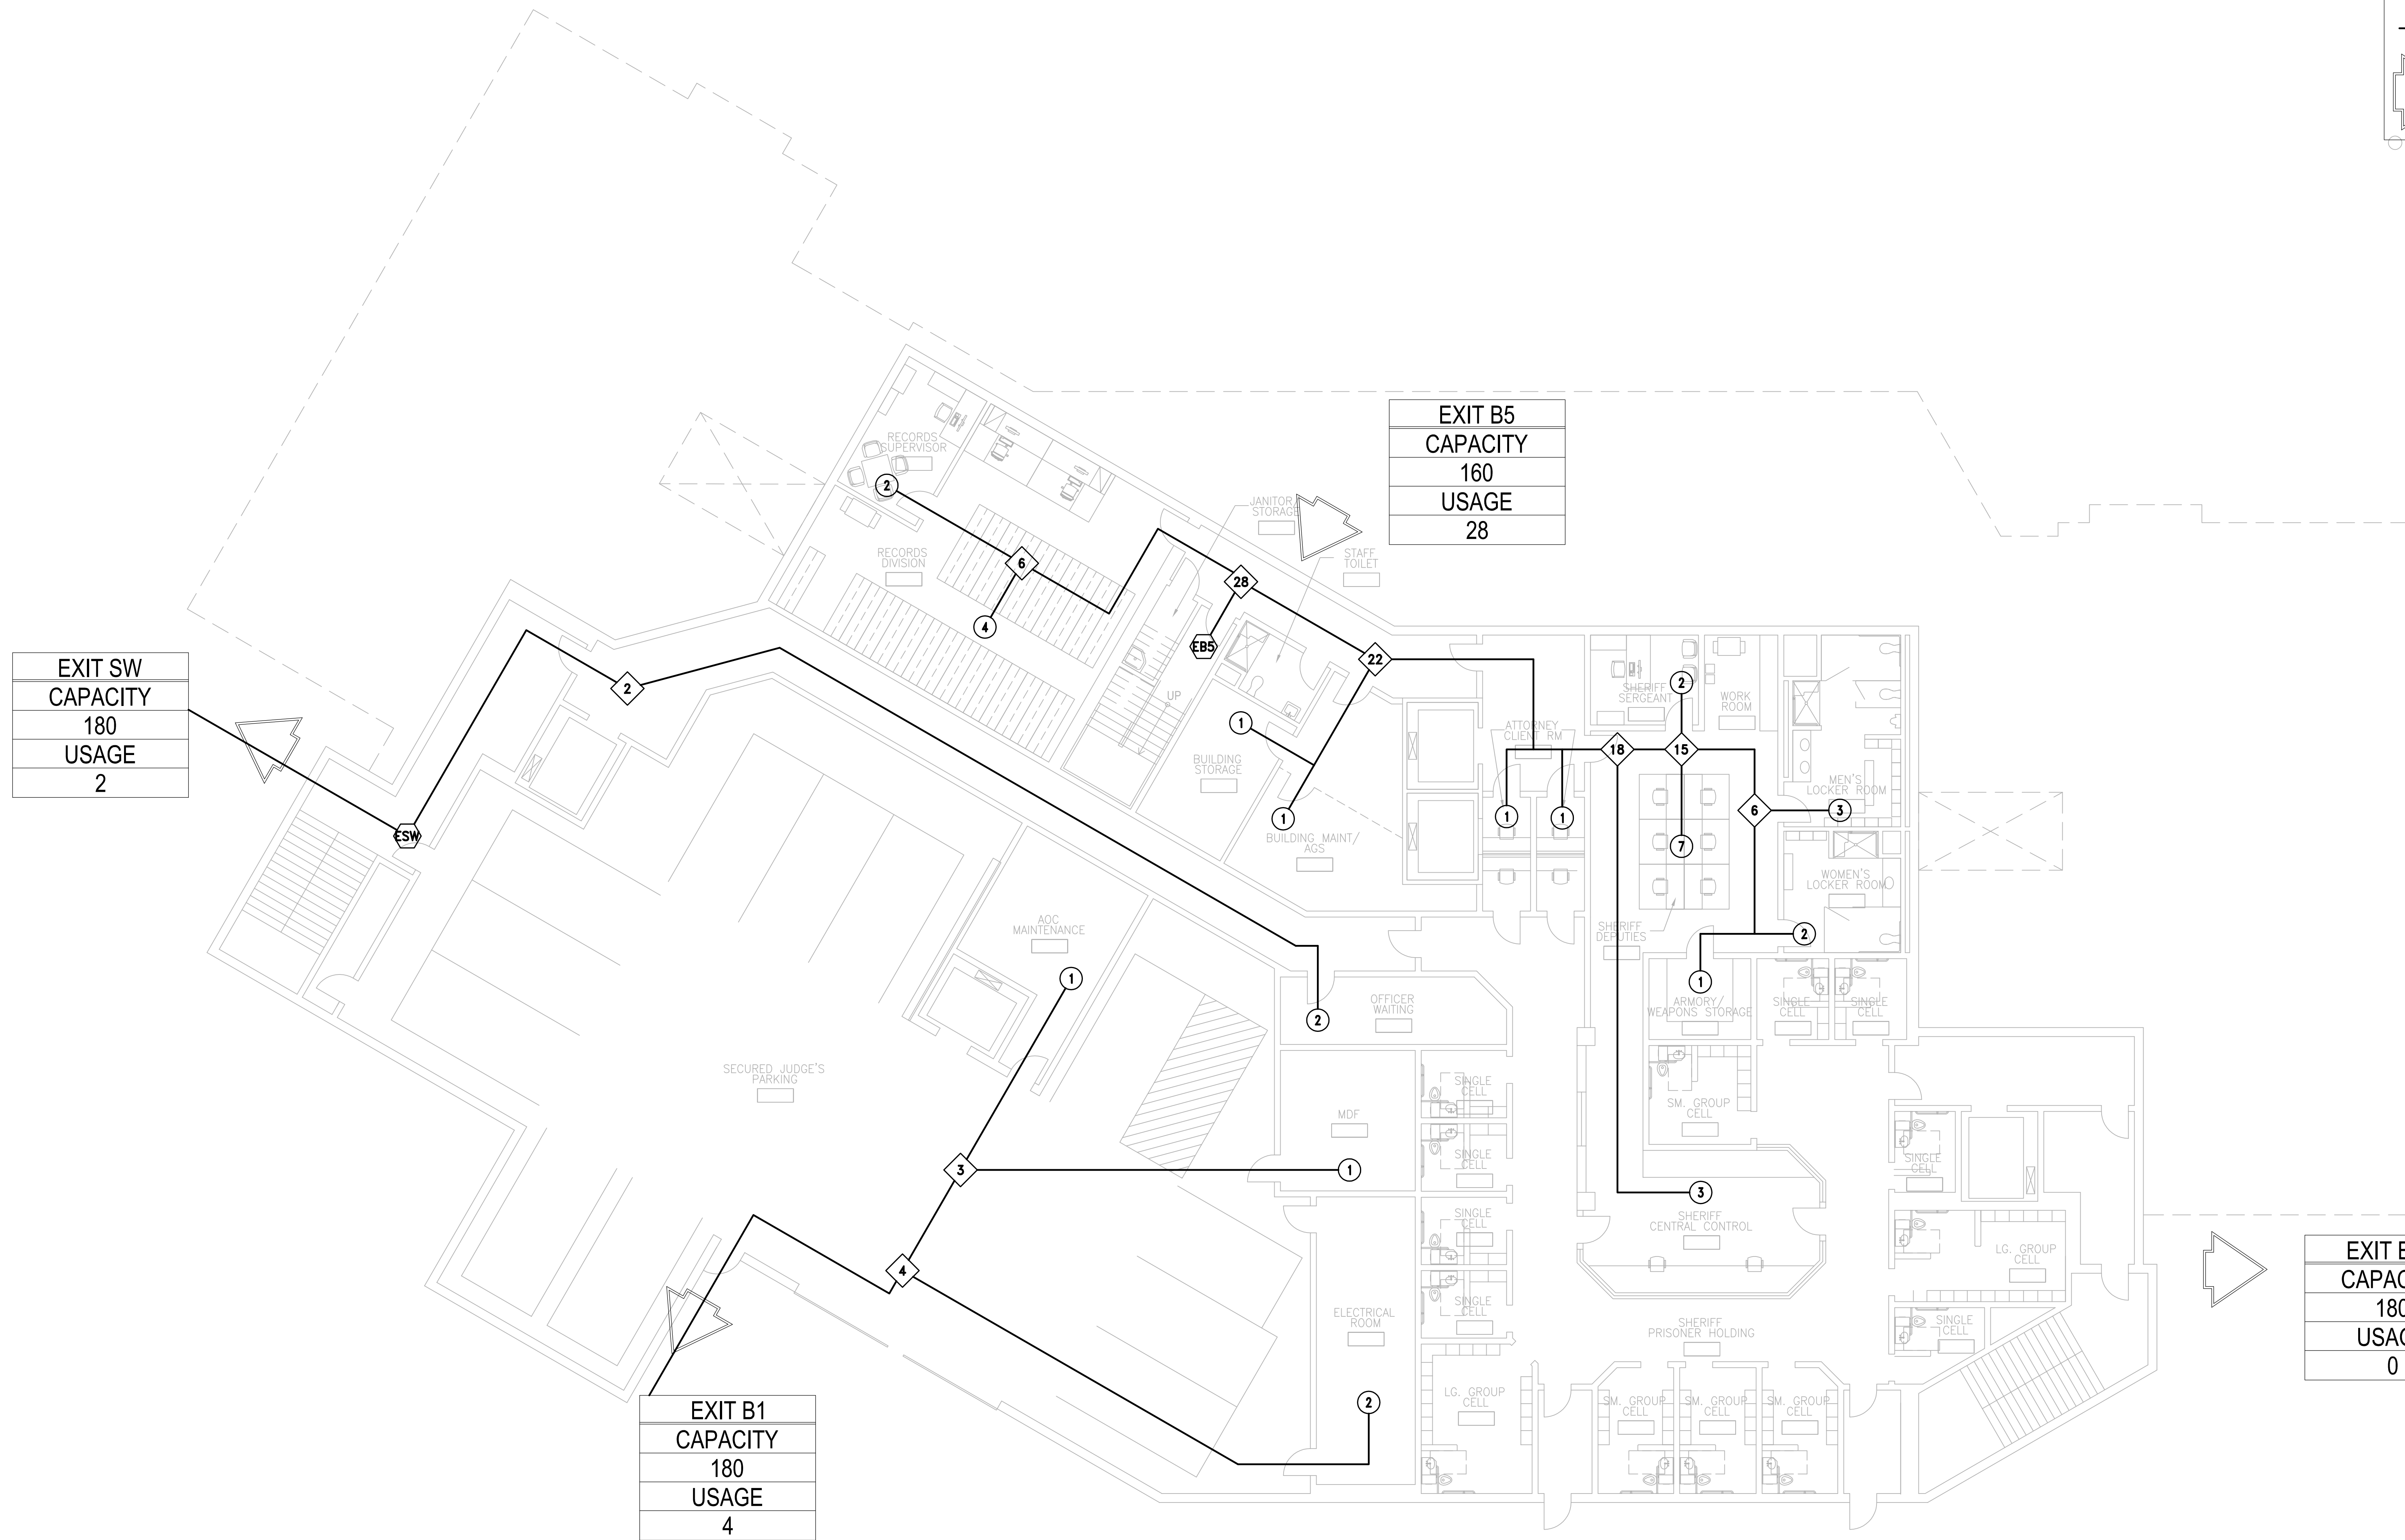 EXIT B5
CAPACITY
160
USAGE
28
RECORDS
SUPERVISOR
2
JANITOR/
STORAGE
RECORDS
DIVISION
6
STAFF
TOILET
28
4
EB5
22
EXIT SW
CAPACITY
180
USAGE
2
2
UP
1
BUILDING
STORAGE
1
BUILDING MAINT/
AGS
SHERIFF
SERGEANT
2
WORK
ROOM
ATTORNEY
CLIENT RM
18
15
MEN'S
LOCKER ROOM
1
1
6
3
7
ESW
WOMEN'S
LOCKER ROOM
AOC
MAINTENANCE
SHERIFF
DEPUTIES
2
1
1
OFFICER
WAITING
2
ARMORY/
WEAPONS STORAGE
SINGLE
CELL
SINGLE
CELL
SECURED JUDGE'S
PARKING
SINGLE
CELL
MDF
SM. GROUP
CELL
3
1
SINGLE
CELL
SINGLE
CELL
3
SHERIFF
CENTRAL CONTROL
SINGLE
CELL
4
LG. GROUP
CELL
SINGLE
CELL
ELECTRICAL
ROOM
SHERIFF
PRISONER HOLDING
SINGLE
CELL
2
LG. GROUP
CELL
SM. GROUP
CELL
SM. GROUP
CELL
SM. GROUP
CELL
EXIT B1
CAPACITY
180
USAGE
4
EXIT
180
0